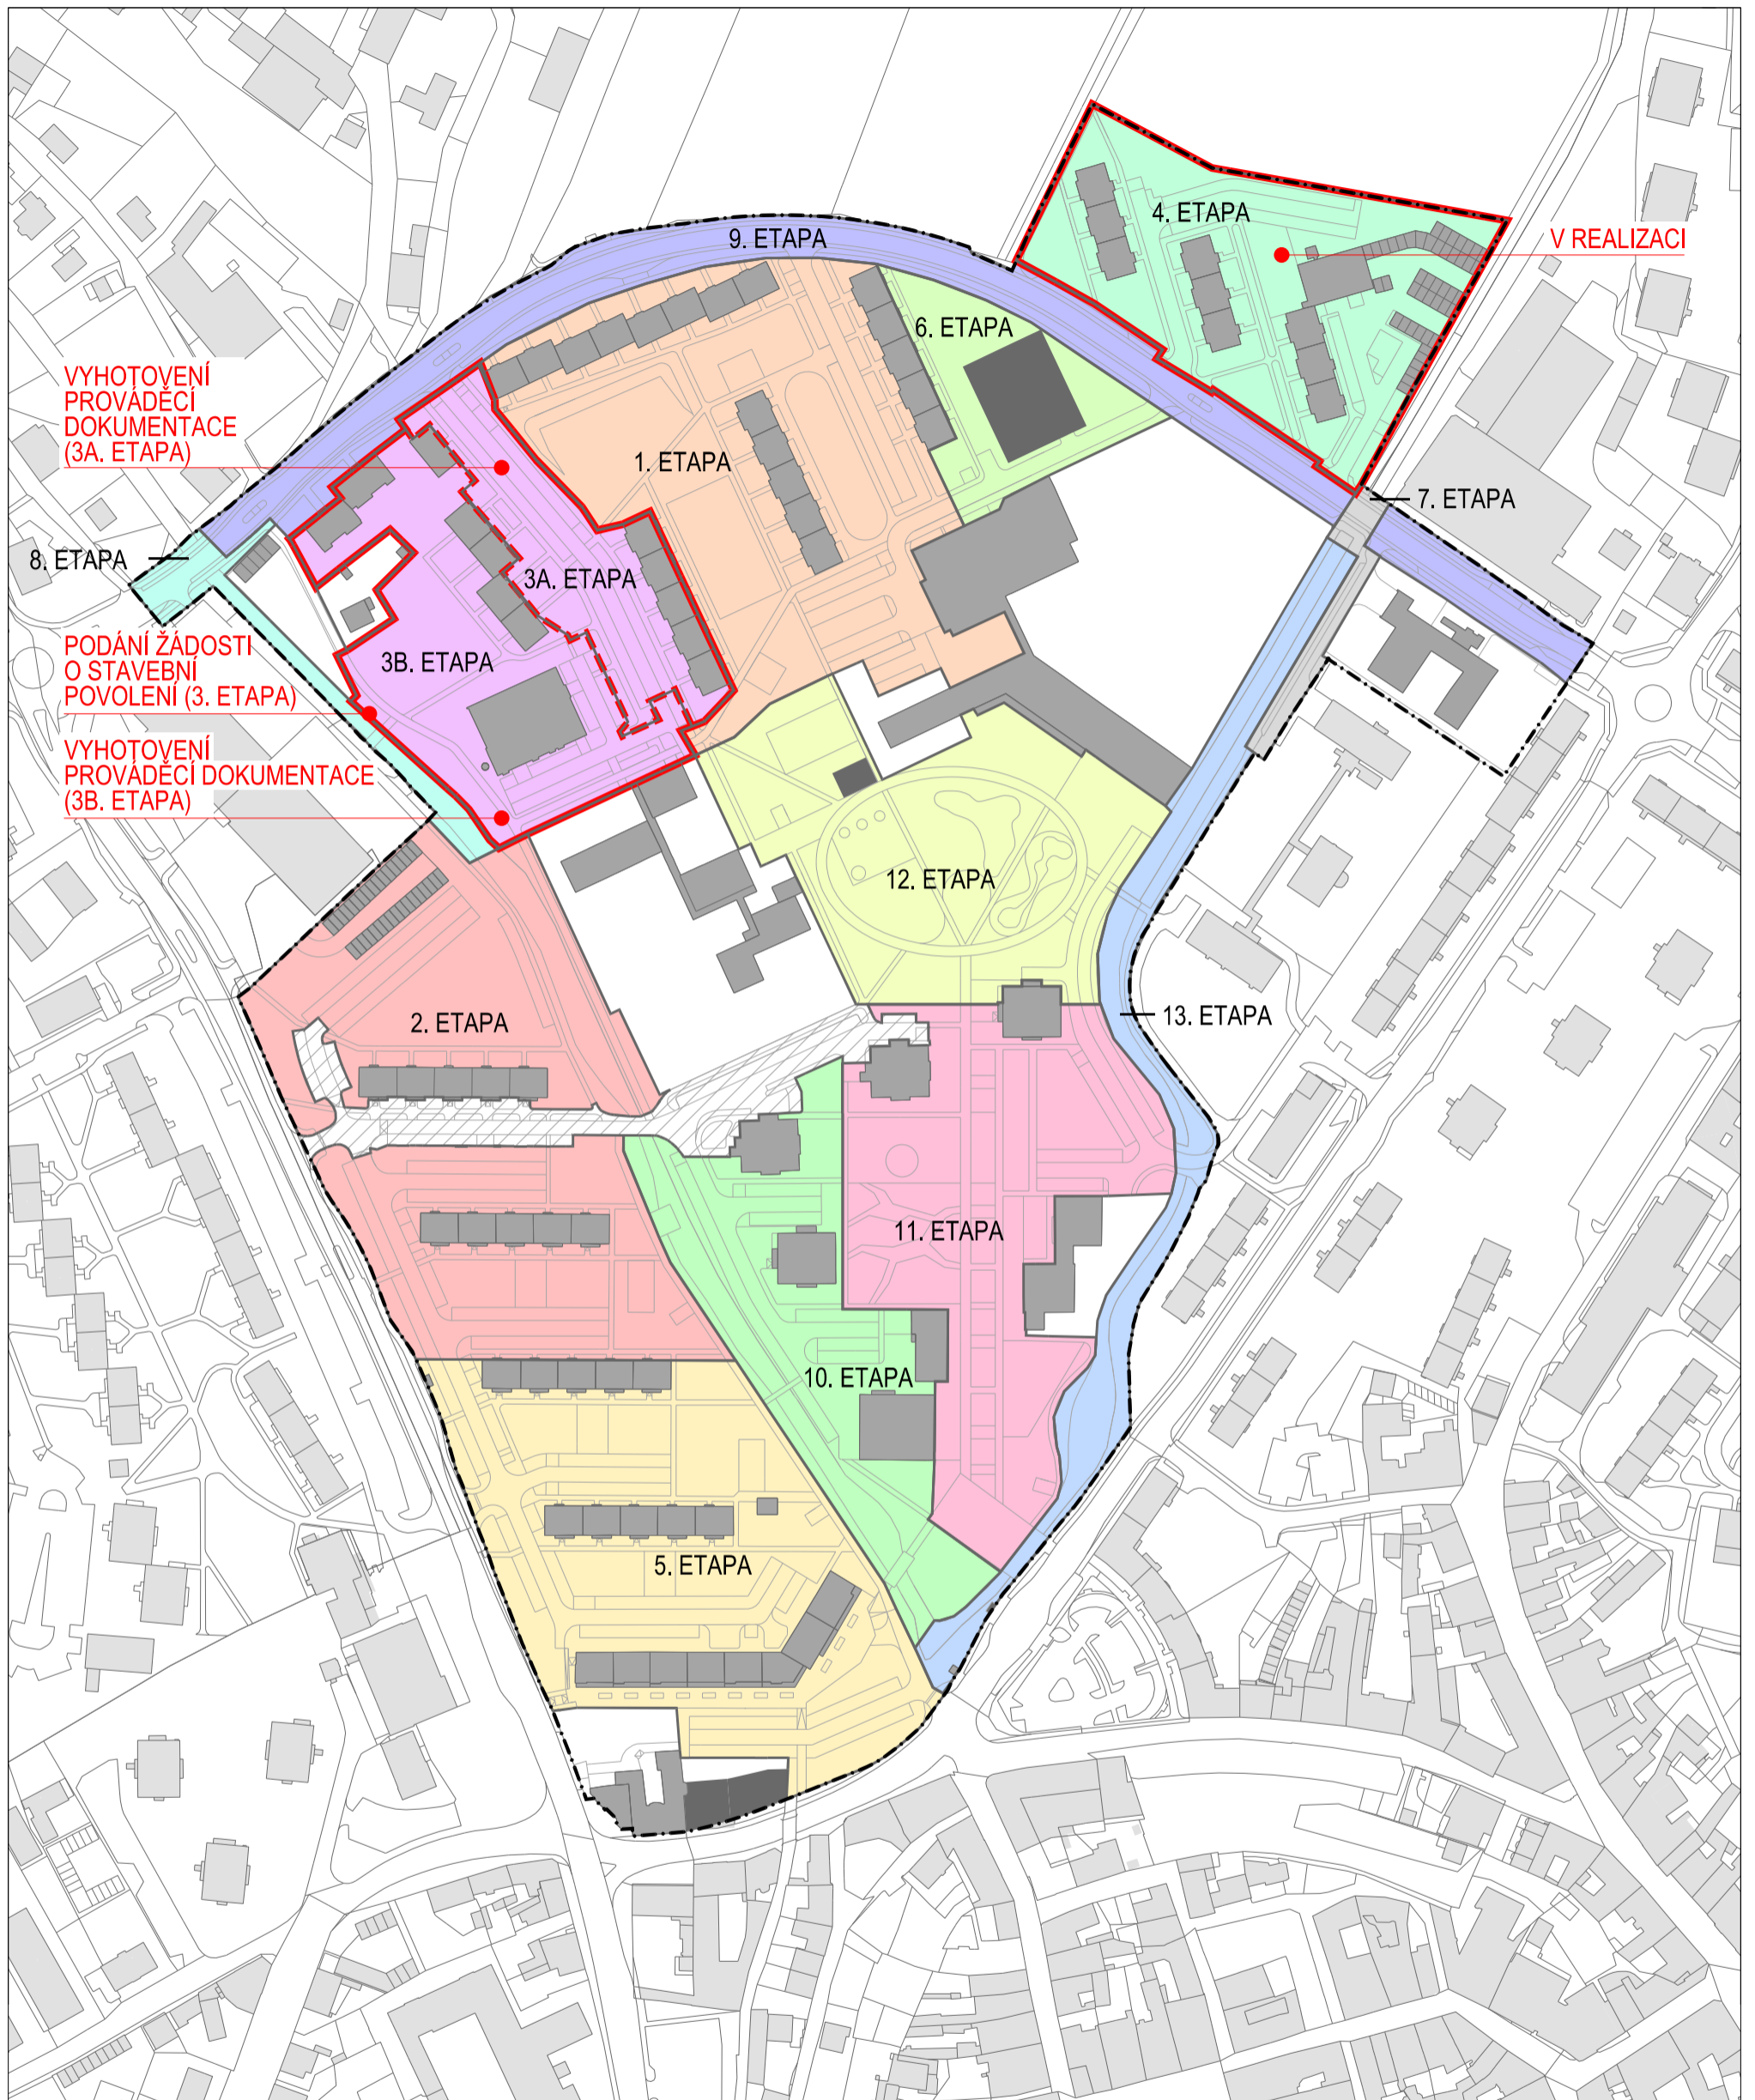 4. ETAPA
V REALIZACI
9. ETAPA
6. ETAPA
VYHOTOVENÍ
PROVÁDĚCÍ
DOKUMENTACE
(3A. ETAPA)
1. ETAPA
7. ETAPA
8. ETAPA
3A. ETAPA
PODÁNÍ ŽÁDOSTI
O STAVEBNÍ
POVOLENÍ (3. ETAPA)
3B. ETAPA
VYHOTOVENÍ
PROVÁDĚCÍ DOKUMENTACE
(3B. ETAPA)
12. ETAPA
2. ETAPA
13. ETAPA
11. ETAPA
10. ETAPA
5. ETAPA